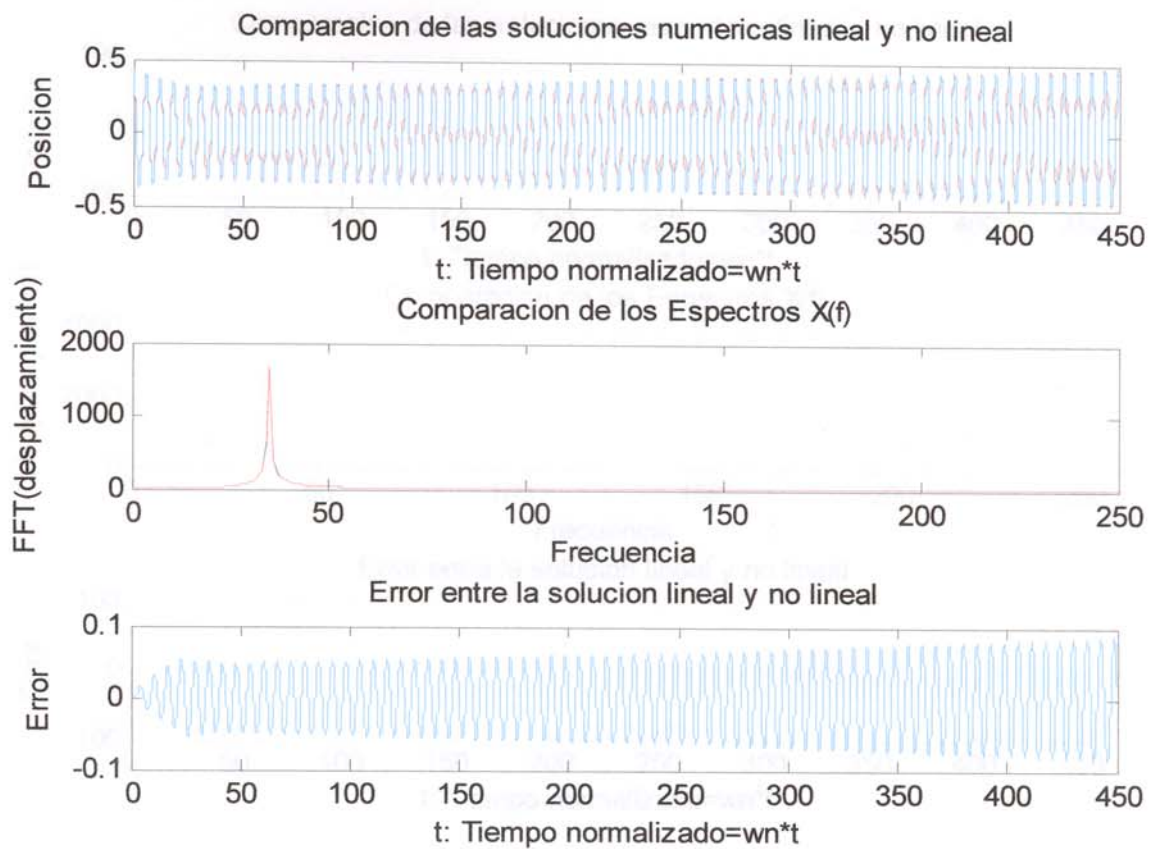 Comparacion de las soluciones numericas lineal y no lineal
0.5
0
-0.5
Posicion
0 50 100 150 200 250 300 350 400 450
t: Tiempo normalizado=wn*t
Comparacion de los Espectros X(f)
2000
1000
0
FFT(desplazamiento)
0 50 100 150 200 250
Frecuencia
Error entre la solucion lineal y no lineal
0.1
0
-0.1
Error
0 50 100 150 200 250 300 350 400 450
t: Tiempo normalizado=wn*t